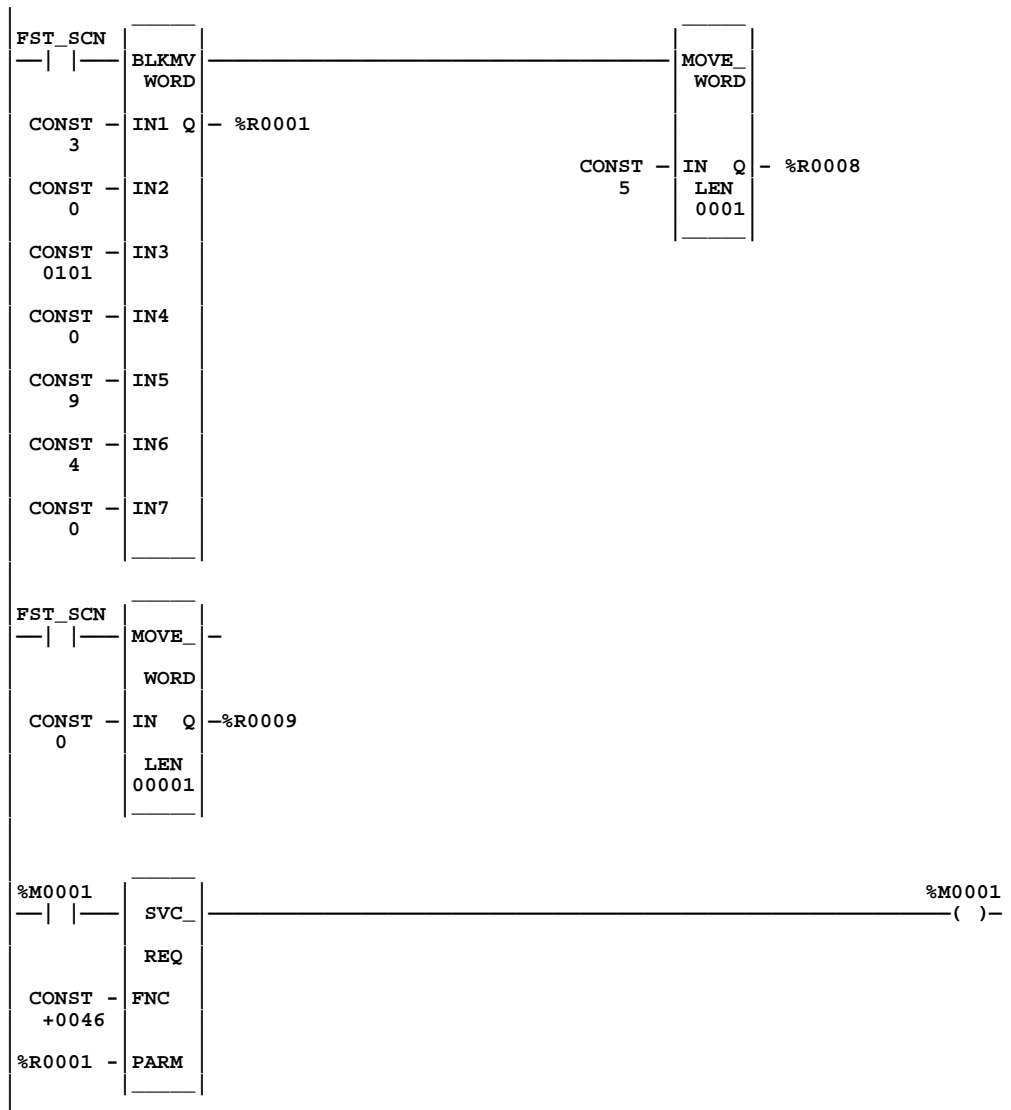 FST_SCN
BLKMV MOVE_
WORD WORD
CONST IN1 Q %R0001
3
CONST IN Q %R0008
CONST IN2 5 LEN
0 0001
CONST IN3
0101
CONST IN4
0
CONST IN5
9
CONST IN6
4
CONST IN7
0
FST_SCN
MOVE_
WORD
CONST IN Q %R0009
0
LEN
00001
%M0001 %M0001
SVC_ ( )
REQ
CONST FNC
+0046
%R0001 PARM